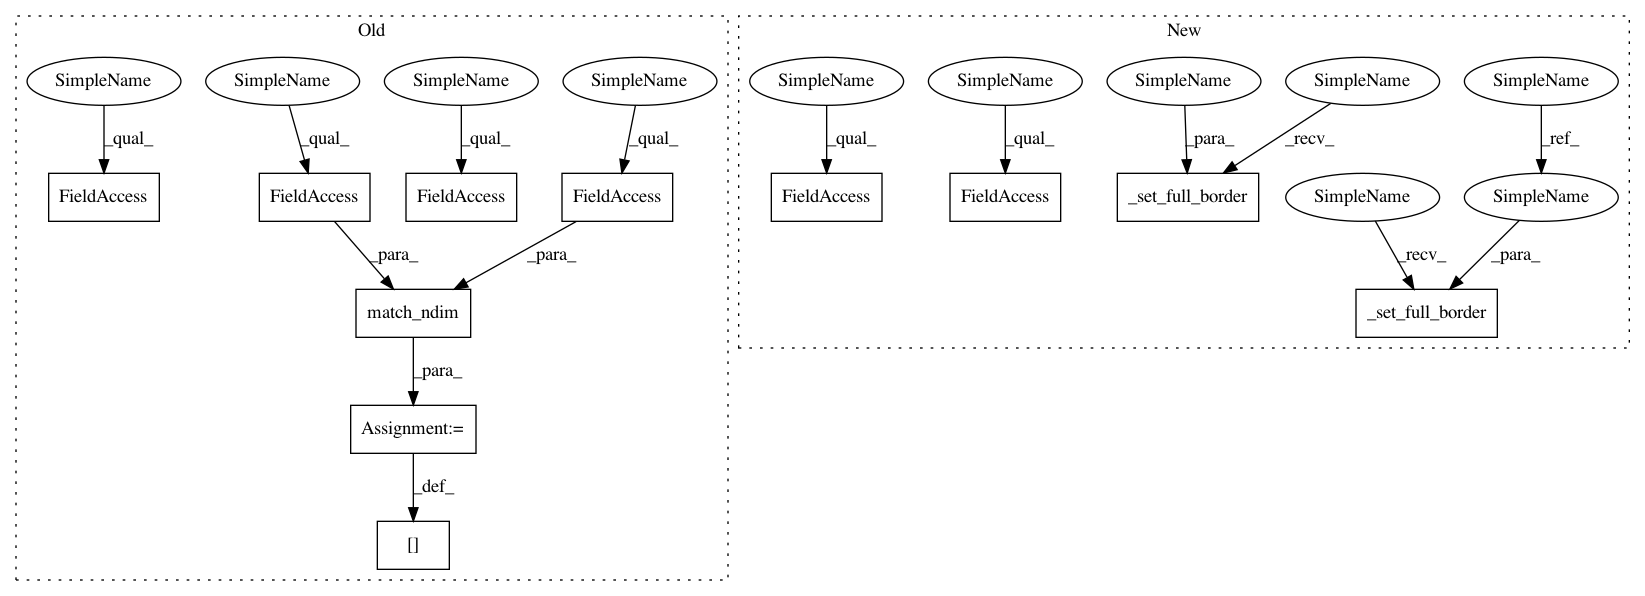 Old
New
SimpleName SimpleName SimpleName SimpleName
SimpleName SimpleName SimpleName SimpleName SimpleName
_qual_ _qual_ _qual_ _qual_
_qual_ _qual_ _para_ _recv_ _ref_
FieldAccess FieldAccess FieldAccess FieldAccess
FieldAccess FieldAccess _set_full_border SimpleName SimpleName
_para_ _para_
_recv_ _para_
match_ndim
_set_full_border
_para_
Assignment:=
_def_
[]